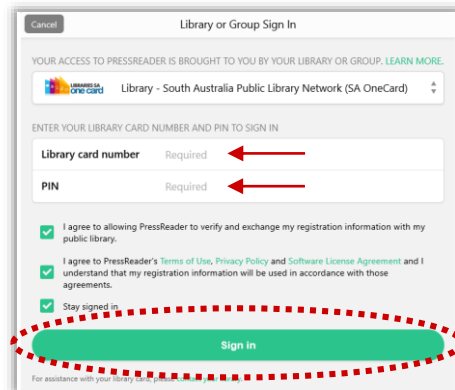 Cancel
Library or Group Sign In
YOUR ACCESS TO PRESSREADER IS BROUGHT TO YOU BY YOUR LIBRARY OR GROUP. LEARN MORE.
LIBRARIES SA
one card
Library - South Australia Public Library Network (SA OneCard)
ENTER YOUR LIBRARY CARD NUMBER AND PIN TO SIGN IN
Library card number Required
PIN Required
I agree to allowing PressReader to verify and exchange my registration information with my
public library.
I agree to PressReader's Terms of Use, Privacy Policy and Software License Agreement and I
understand that my registration information will be used in accordance with those
agreements.
Stay signed in
Sign in
For assistance with your library card, please contact your library.